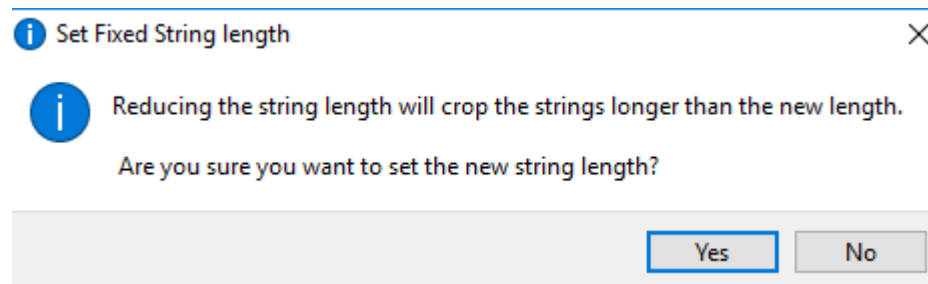 Set Fixed String length
Reducing the string length will crop the strings longer than the new length.
Are you sure you want to set the new string length?
Yes No